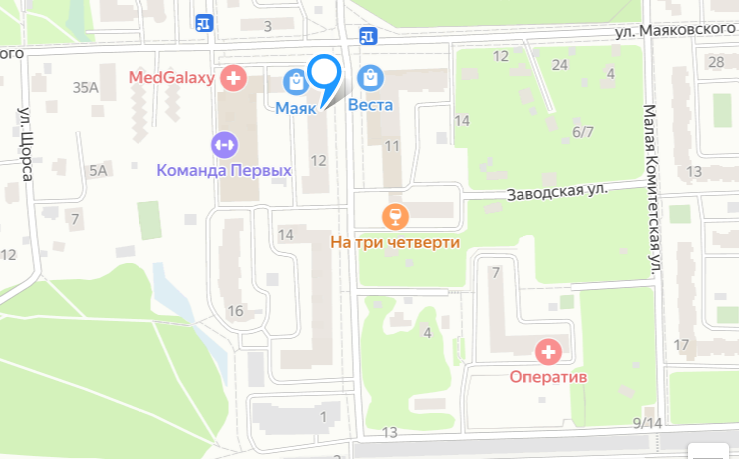 ул. Маяковского
ного
12
24
4
28
35А
MedGalaxy
Маяк
Веста
ул. Щорса
Малая Комитетская ул.
14
6/7
11
5А
Команда Первых
12
13
Заводская ул.
7
На три четверти
14
12
7
16
4
17
Оператив
1
13
9/14